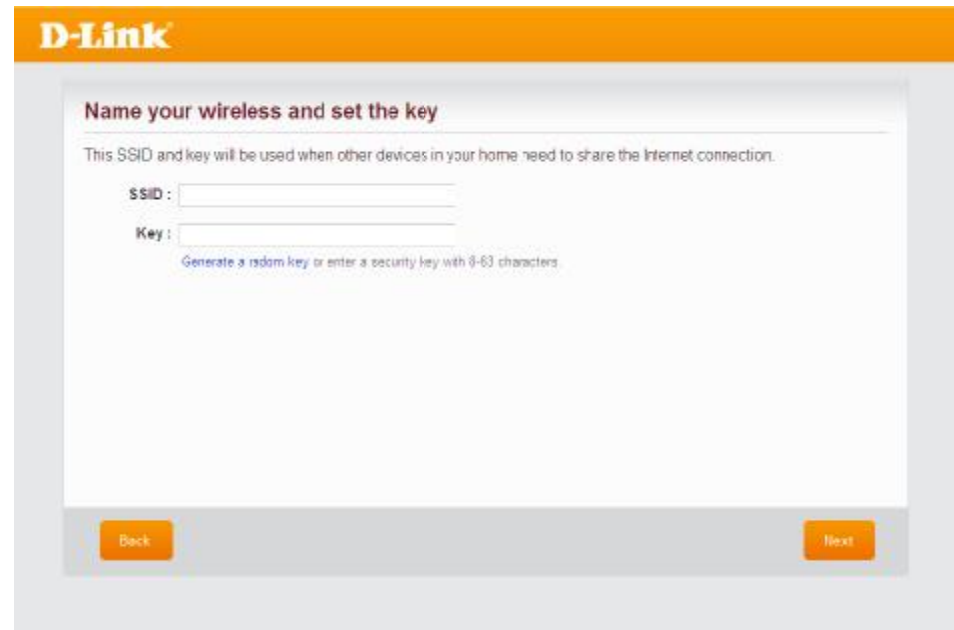 D-Link
Name your wireless and set the key
This SSID and key will be used when other devices in your home need to share the Internet connection.
SSID :
Key :
Generate a radom key or enter a security key with 8-63 characters.
Back
Next